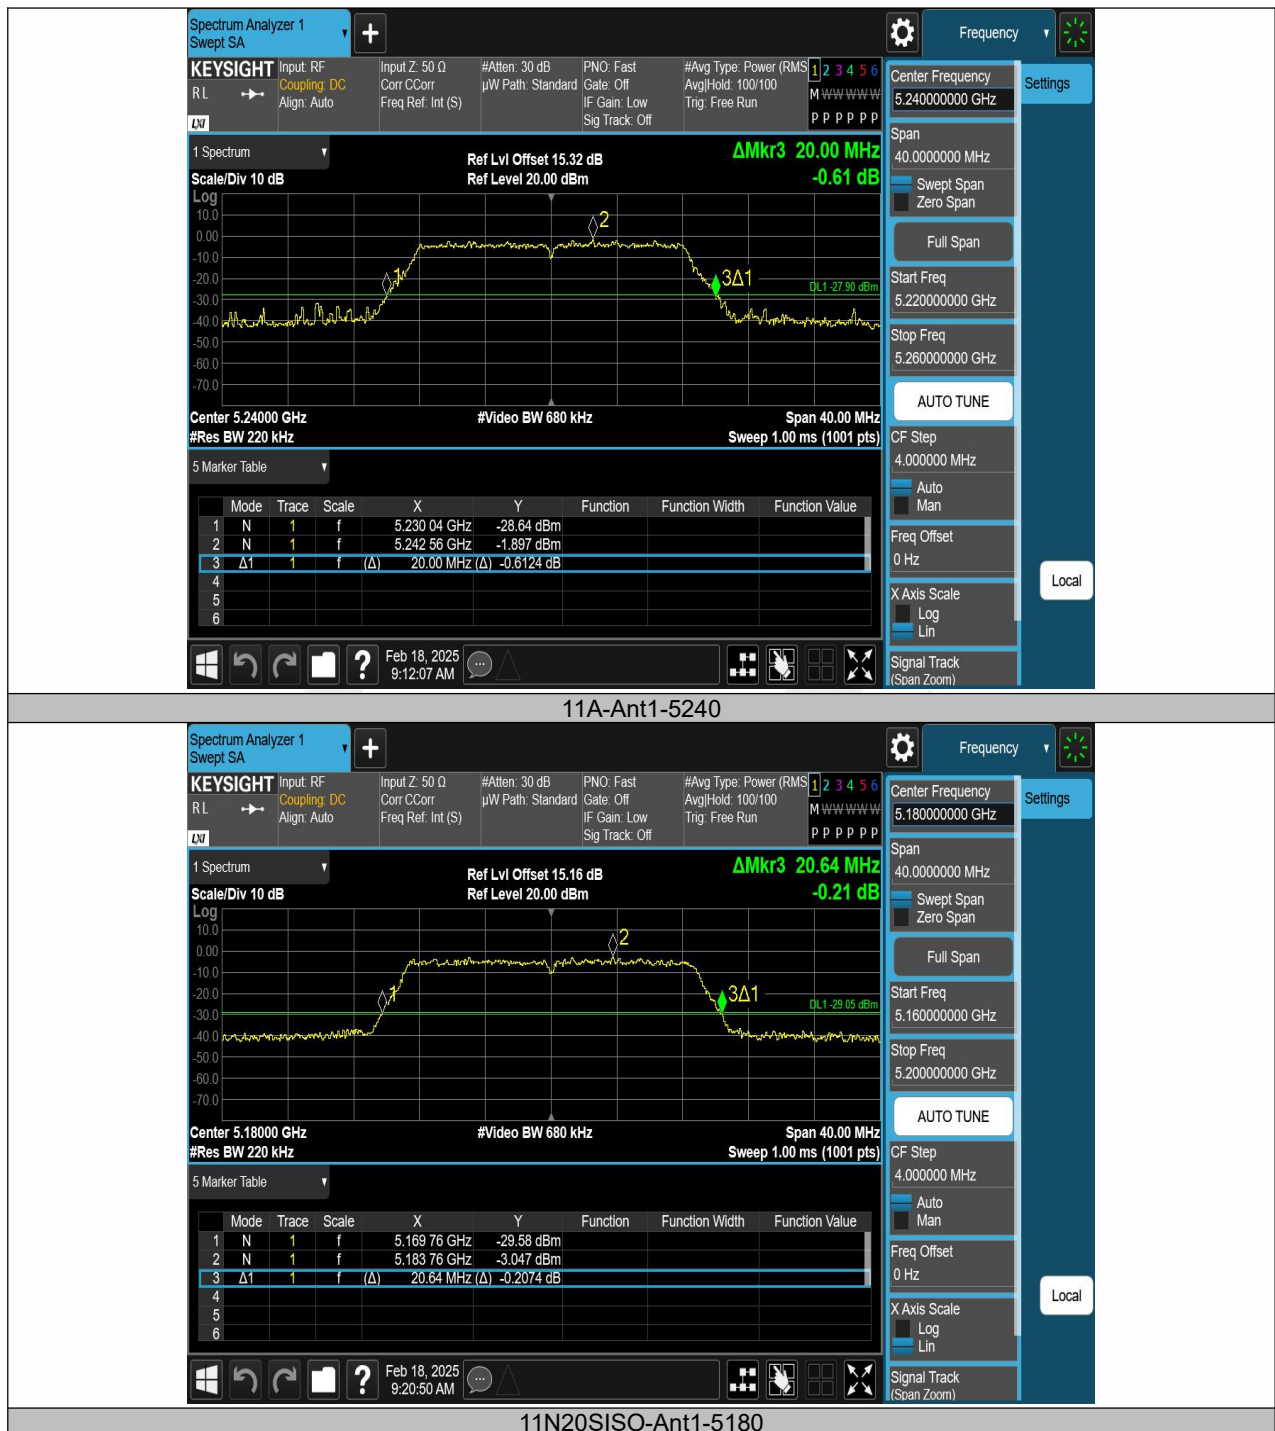 Spectrum Analyzer 1
Swept SA
+
Frequency
KEYSIGHT
RL
LXI
Input: RF
Coupling: DC
Align: Auto
Input Z: 50 Ω
Corr CCorr
Freq Ref: Int (S)
#Atten: 30 dB
µW Path: Standard
PNO: Fast
Gate: Off
IF Gain: Low
Sig Track: Off
#Avg Type: Power (RMS
Avg|Hold: 100/100
Trig: Free Run
1 2 3 4 5 6
M W W W W W
P P P P P P
1 Spectrum
Scale/Div 10 dB
Ref Lvl Offset 15.32 dB
Ref Level 20.00 dBm
ΔMkr3 20.00 MHz
-0.61 dB
Log
10.0
0.00
-10.0
-20.0
-30.0
-40.0
-50.0
-60.0
-70.0
1
2
3Δ1
DL1 -27.90 dBm
Center 5.24000 GHz
#Res BW 220 kHz
#Video BW 680 kHz
Span 40.00 MHz
Sweep 1.00 ms (1001 pts)
5 Marker Table
Mode Trace Scale X Y Function Function Width Function Value
1 N 1 f 5.230 04 GHz -28.64 dBm
2 N 1 f 5.242 56 GHz -1.897 dBm
3 Δ1 1 f (Δ) 20.00 MHz (Δ) -0.6124 dB
4
5
6
?
Feb 18, 2025
9:12:07 AM
Center Frequency
5.240000000 GHz
Span
40.0000000 MHz
Swept Span
Zero Span
Full Span
Start Freq
5.220000000 GHz
Stop Freq
5.260000000 GHz
AUTO TUNE
CF Step
4.000000 MHz
Auto
Man
Freq Offset
0 Hz
X Axis Scale
Log
Lin
Signal Track
(Span Zoom)
Settings
Local
11A-Ant1-5240
Spectrum Analyzer 1
Swept SA
+
Frequency
KEYSIGHT
RL
LXI
Input: RF
Coupling: DC
Align: Auto
Input Z: 50 Ω
Corr CCorr
Freq Ref: Int (S)
#Atten: 30 dB
µW Path: Standard
PNO: Fast
Gate: Off
IF Gain: Low
Sig Track: Off
#Avg Type: Power (RMS
Avg|Hold: 100/100
Trig: Free Run
1 2 3 4 5 6
M W W W W W
P P P P P P
1 Spectrum
Scale/Div 10 dB
Ref Lvl Offset 15.16 dB
Ref Level 20.00 dBm
ΔMkr3 20.64 MHz
-0.21 dB
Log
10.0
0.00
-10.0
-20.0
-30.0
-40.0
-50.0
-60.0
-70.0
1
2
3Δ1
DL1 -29.05 dBm
Center 5.18000 GHz
#Res BW 220 kHz
#Video BW 680 kHz
Span 40.00 MHz
Sweep 1.00 ms (1001 pts)
5 Marker Table
Mode Trace Scale X Y Function Function Width Function Value
1 N 1 f 5.169 76 GHz -29.58 dBm
2 N 1 f 5.183 76 GHz -3.047 dBm
3 Δ1 1 f (Δ) 20.64 MHz (Δ) -0.2074 dB
4
5
6
?
Feb 18, 2025
9:20:50 AM
Center Frequency
5.180000000 GHz
Span
40.0000000 MHz
Swept Span
Zero Span
Full Span
Start Freq
5.160000000 GHz
Stop Freq
5.200000000 GHz
AUTO TUNE
CF Step
4.000000 MHz
Auto
Man
Freq Offset
0 Hz
X Axis Scale
Log
Lin
Signal Track
(Span Zoom)
Settings
Local
11N20SISO-Ant1-5180